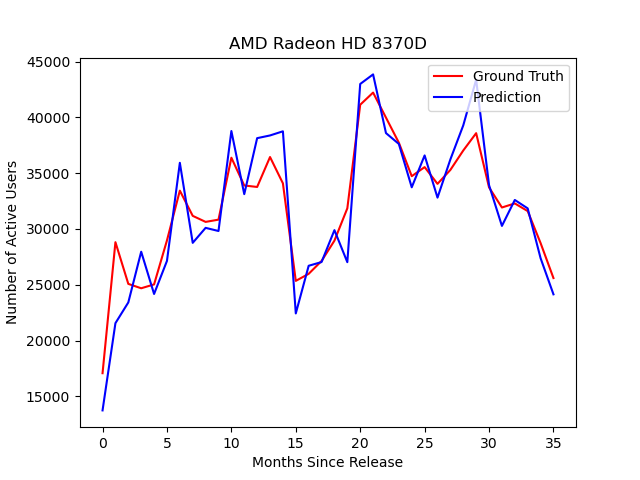 AMD Radeon HD 8370D
Number of Active Users
45000
40000
35000
30000
25000
20000
15000
Ground Truth
Prediction
0 5 10 15 20 25 30 35
Months Since Release